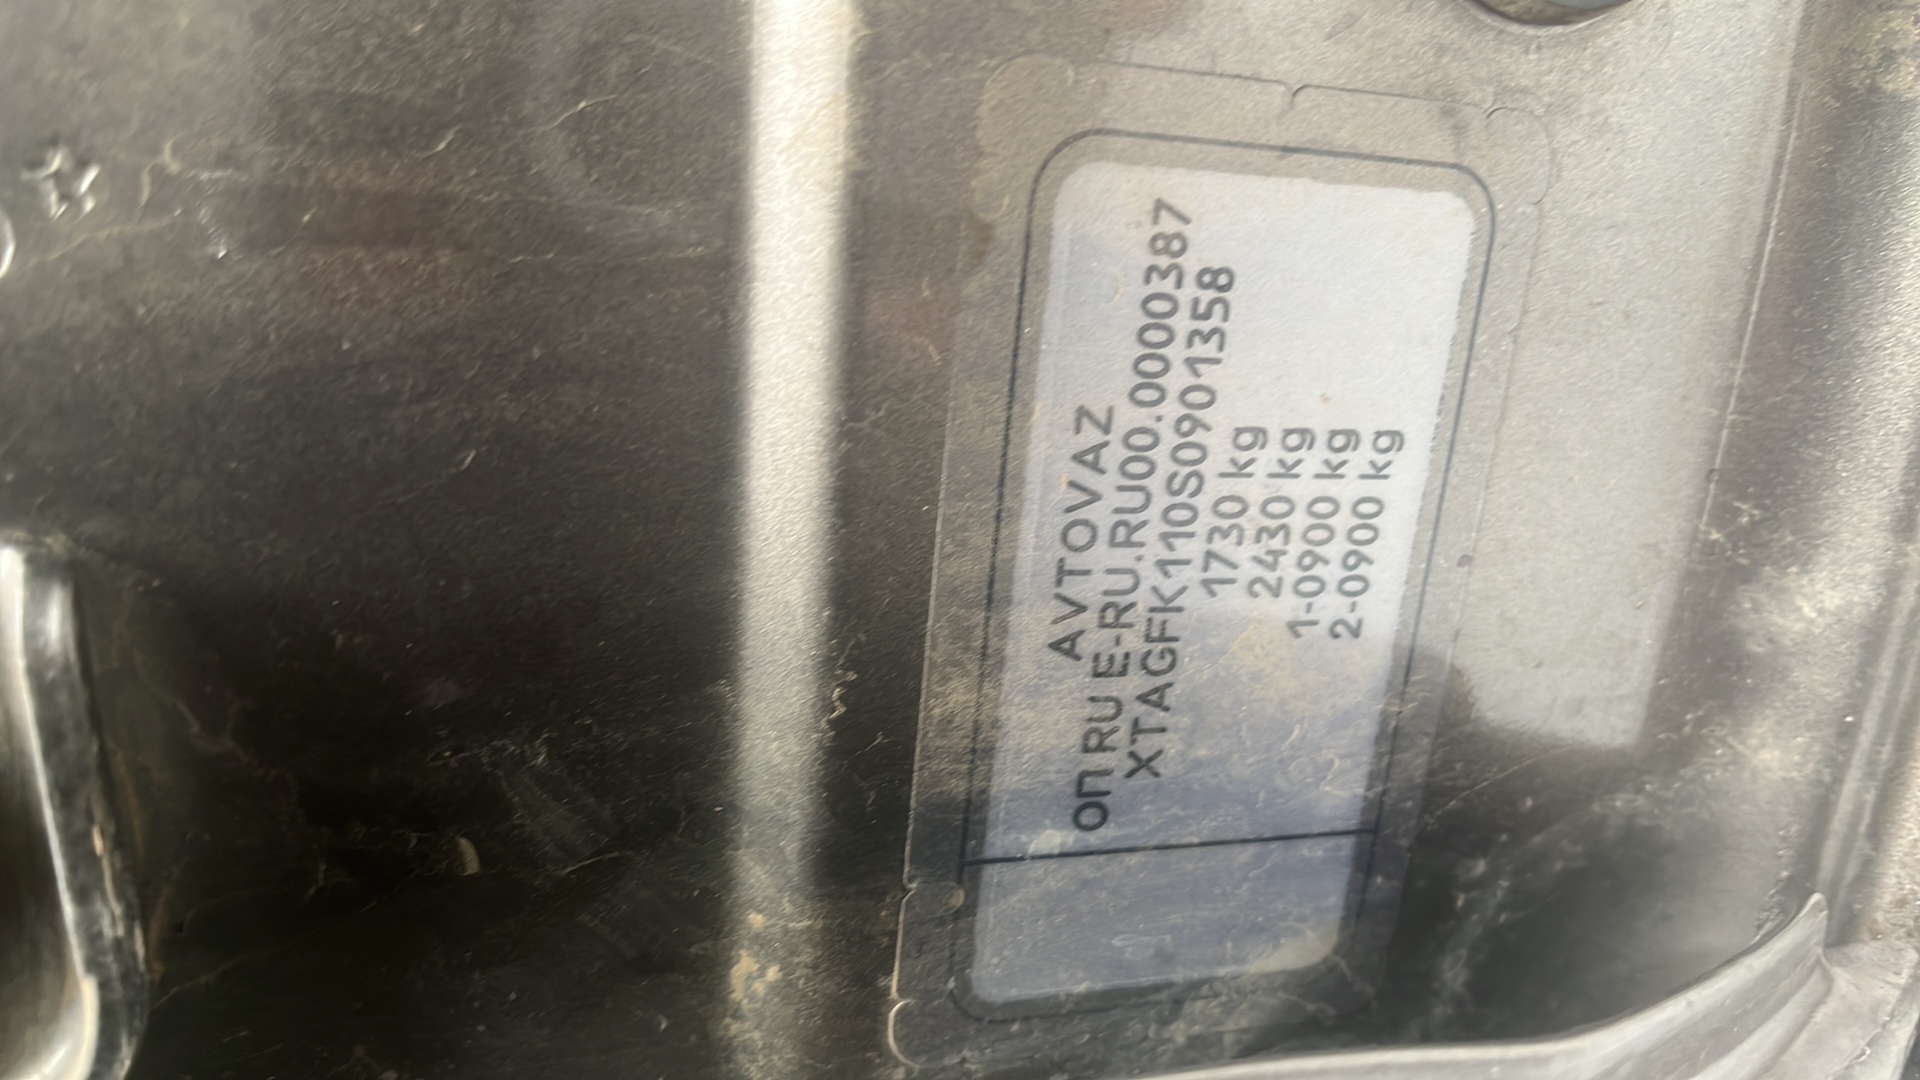 AVTOVAZ
ОП RU E-RU.RU00.0000387
XTAGFK110S0901358
1730 kg
2430 kg
1-0900 kg
2-0900 kg